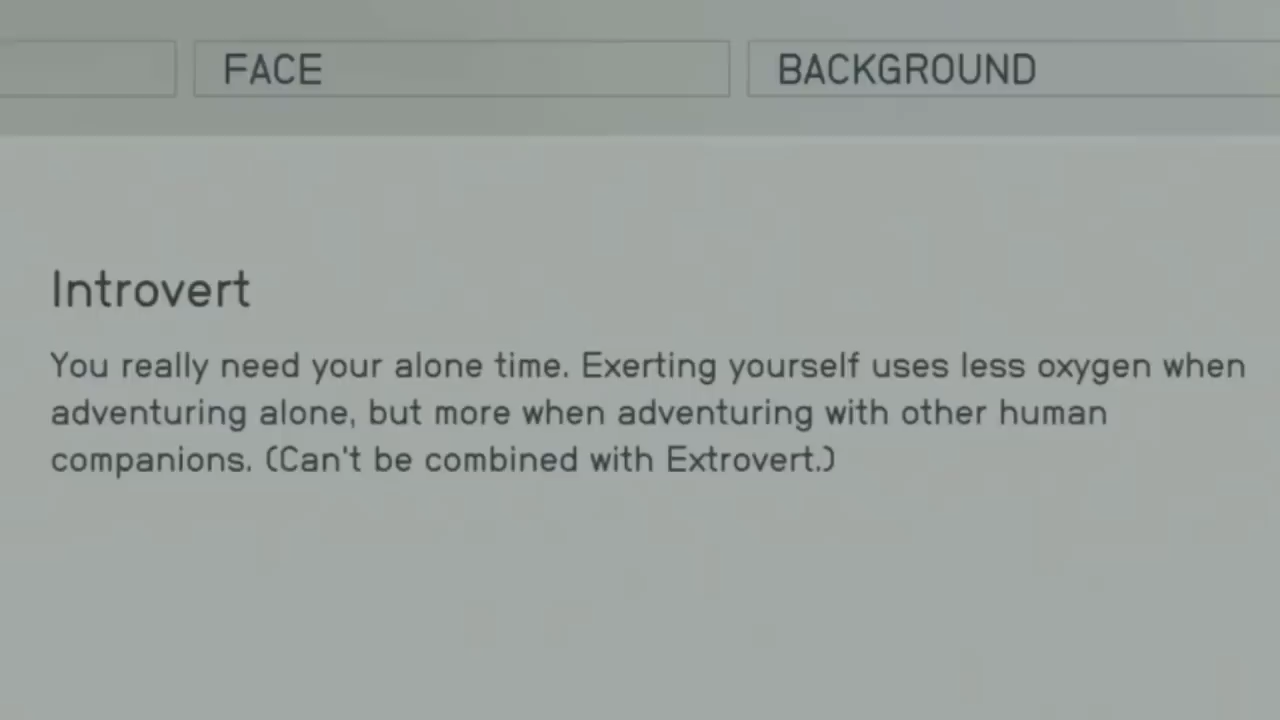 FACE
BACKGROUND
Introvert
You really need your alone time. Exerting yourself uses less oxygen when
adventuring alone, but more when adventuring with other human
companions. (Can't be combined with Extrovert.)